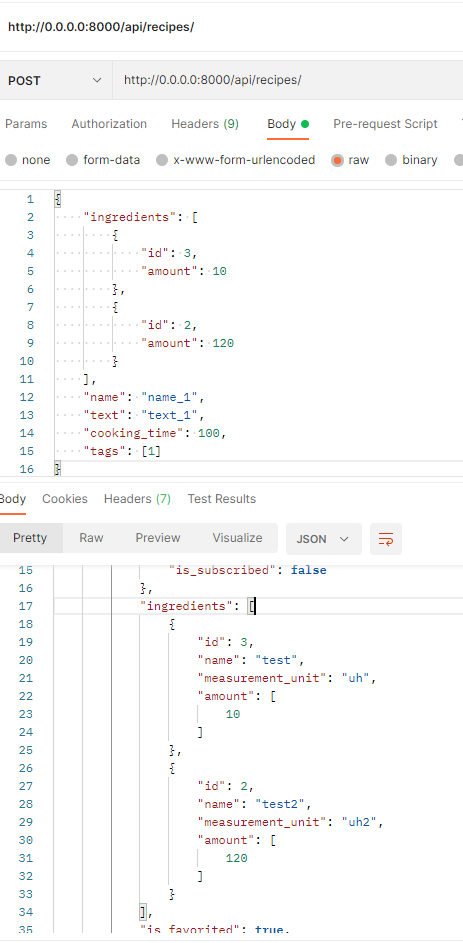 http://0.0.0.0:8000/api/recipes/
POST http://0.0.0.0:8000/api/recipes/
Params Authorization Headers (9) Body Pre-request Script
none form-data x-www-form-urlencoded raw binary
1 {
2 "ingredients": [
3 {
4 "id": 3,
5 "amount": 10
6 },
7 {
8 "id": 2,
9 "amount": 120
10 }
11 ],
12 "name": "name_1",
13 "text": "text_1",
14 "cooking_time": 100,
15 "tags": [1]
16 }
Body Cookies Headers (7) Test Results
Pretty Raw Preview Visualize JSON
15 "is_subscribed": false
16 },
17 "ingredients": [
18 {
19 "id": 3,
20 "name": "test",
21 "measurement_unit": "uh",
22 "amount": [
23 10
24 ]
25 },
26 {
27 "id": 2,
28 "name": "test2",
29 "measurement_unit": "uh2",
30 "amount": [
31 120
32 ]
33 }
34 ],
35 "is_favorited": true,